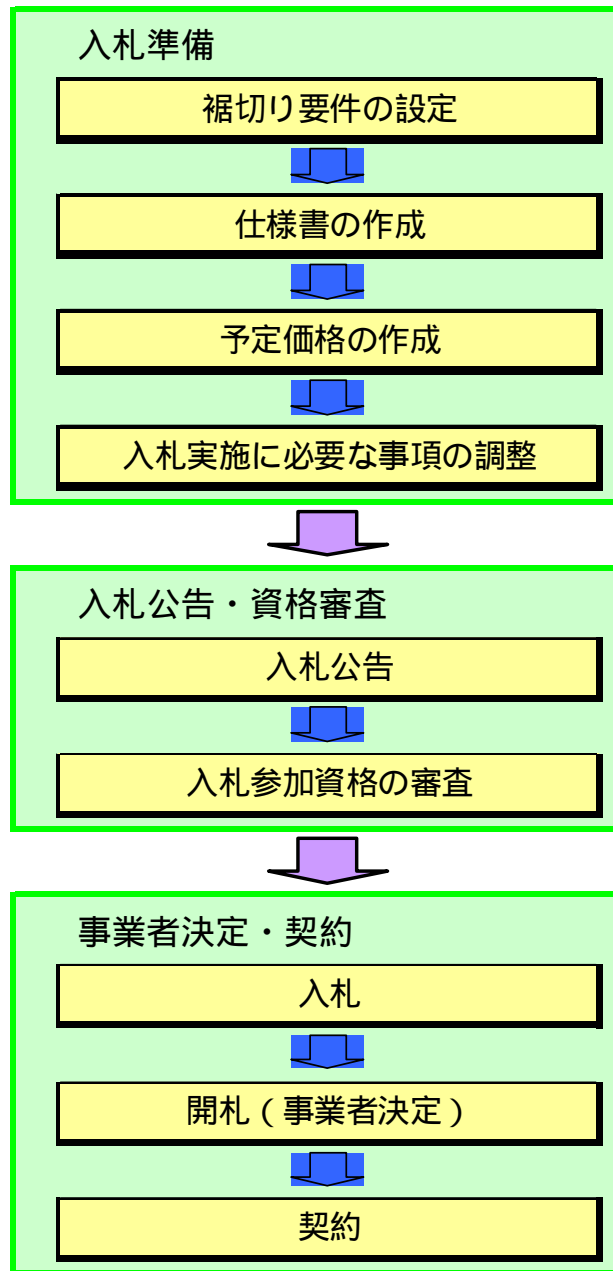 入札準備
裾切り要件の設定
仕様書の作成
予定価格の作成
入札実施に必要な事項の調整
入札公告・資格審査
入札公告
入札参加資格の審査
事業者決定・契約
入札
開札（事業者決定）
契約